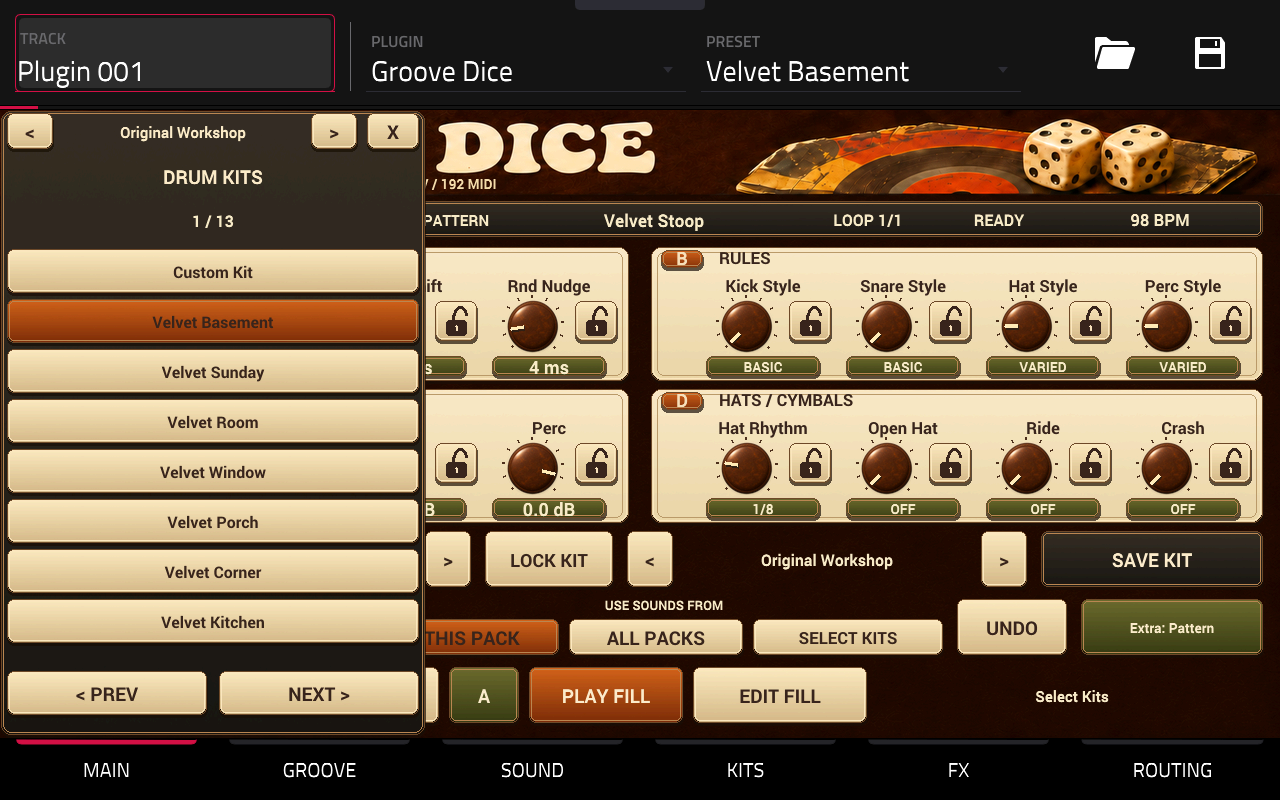 TRACK
Plugin 001
PLUGIN
Groove Dice
PRESET
Velvet Basement
<
Original Workshop
>
X
DRUM KITS
1 / 13
Custom Kit
Velvet Basement
Velvet Sunday
Velvet Room
Velvet Window
Velvet Porch
Velvet Corner
Velvet Kitchen
< PREV
NEXT >
DICE
/ 192 MIDI
PATTERN
Velvet Stoop
LOOP 1/1
READY
98 BPM
ift
Rnd Nudge
s
4 ms
B
RULES
Kick Style
Snare Style
Hat Style
Perc Style
BASIC
BASIC
VARIED
VARIED
Perc
B
0.0 dB
D
HATS / CYMBALS
Hat Rhythm
Open Hat
Ride
Crash
1/8
OFF
OFF
OFF
>
LOCK KIT
<
Original Workshop
>
SAVE KIT
USE SOUNDS FROM
THIS PACK
ALL PACKS
SELECT KITS
UNDO
Extra: Pattern
A
PLAY FILL
EDIT FILL
Select Kits
MAIN
GROOVE
SOUND
KITS
FX
ROUTING